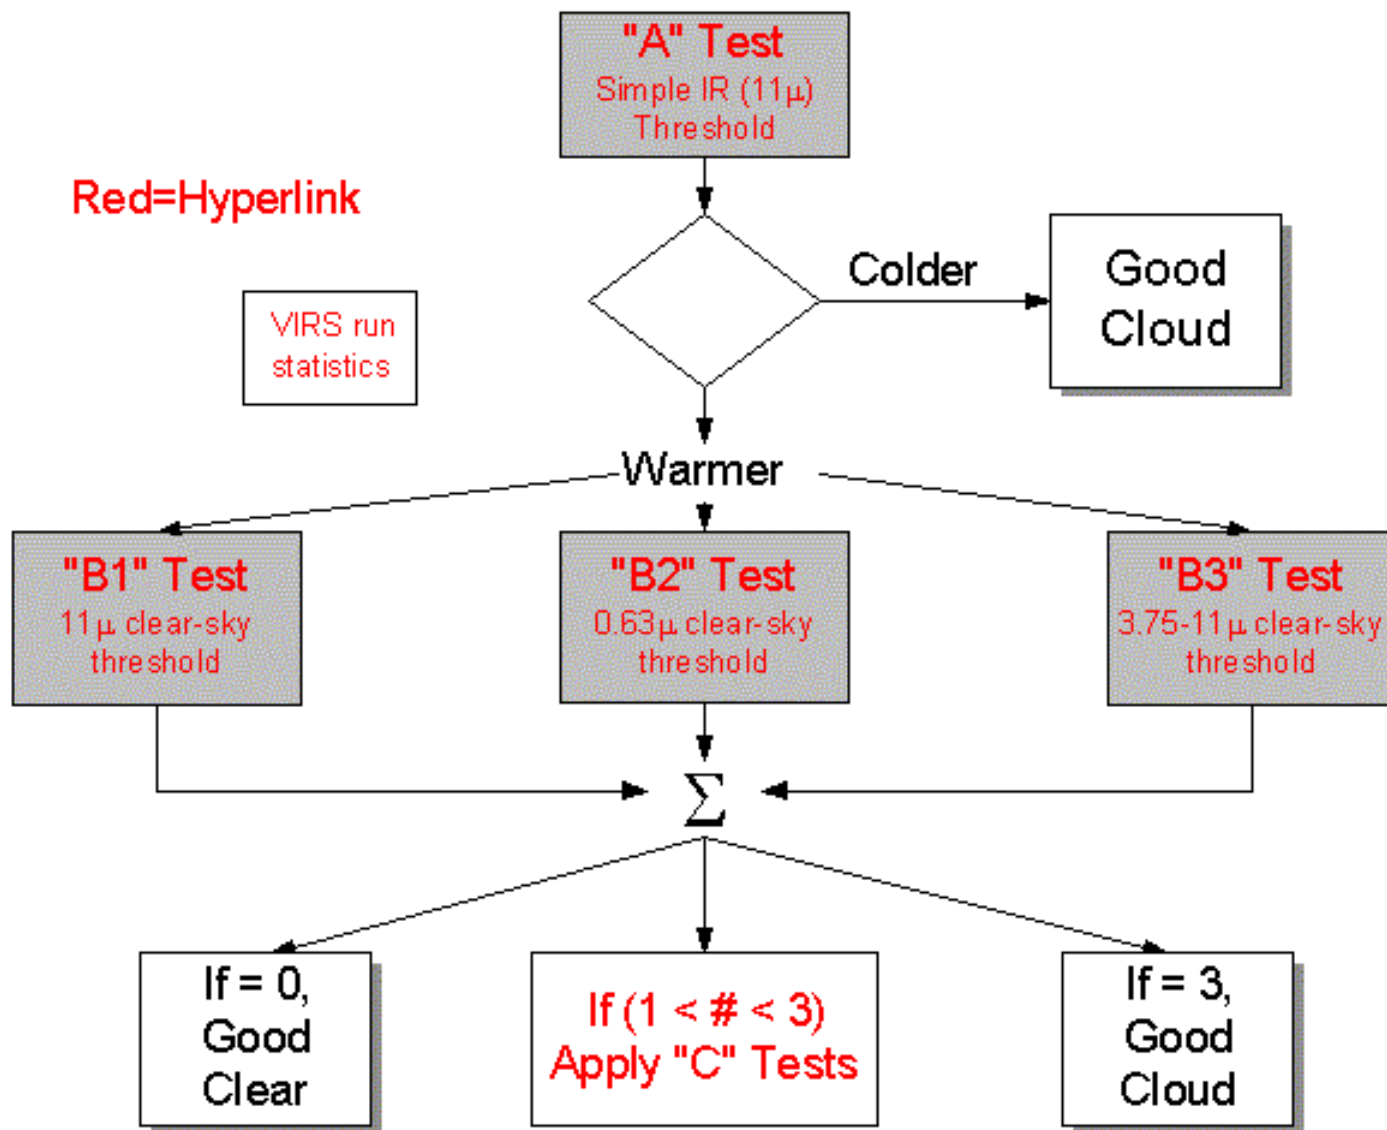 "A" Test
Simple IR (11μ)
Threshold
Red=Hyperlink
Colder
Good
Cloud
VIRS run
statistics
Warmer
"B1" Test
11μ clear-sky
threshold
"B2" Test
0.63μ clear-sky
threshold
"B3" Test
3.75-11μ clear-sky
threshold
Σ
If = 0,
Good
Clear
If (1 < # < 3)
Apply "C" Tests
If = 3,
Good
Cloud